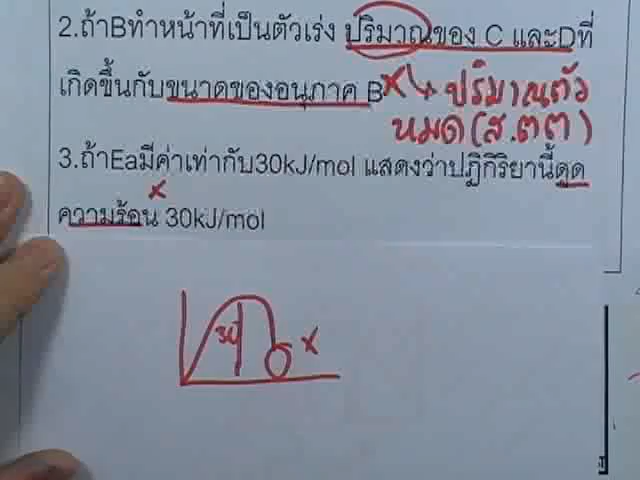 2.ถ้าBทำหน้าที่เป็นตัวเร่ง ปริมาณของ C และDที่
เกิดขึ้นกับขนาดของอนุภาค B x → ปริมาณตัว
หมด(ส.ตต)
3.ถ้าEaมีค่าเท่ากับ30kJ/mol แสดงว่าปฏิกิริยานี้ดูด
x
ความร้อน 30kJ/mol
30 x